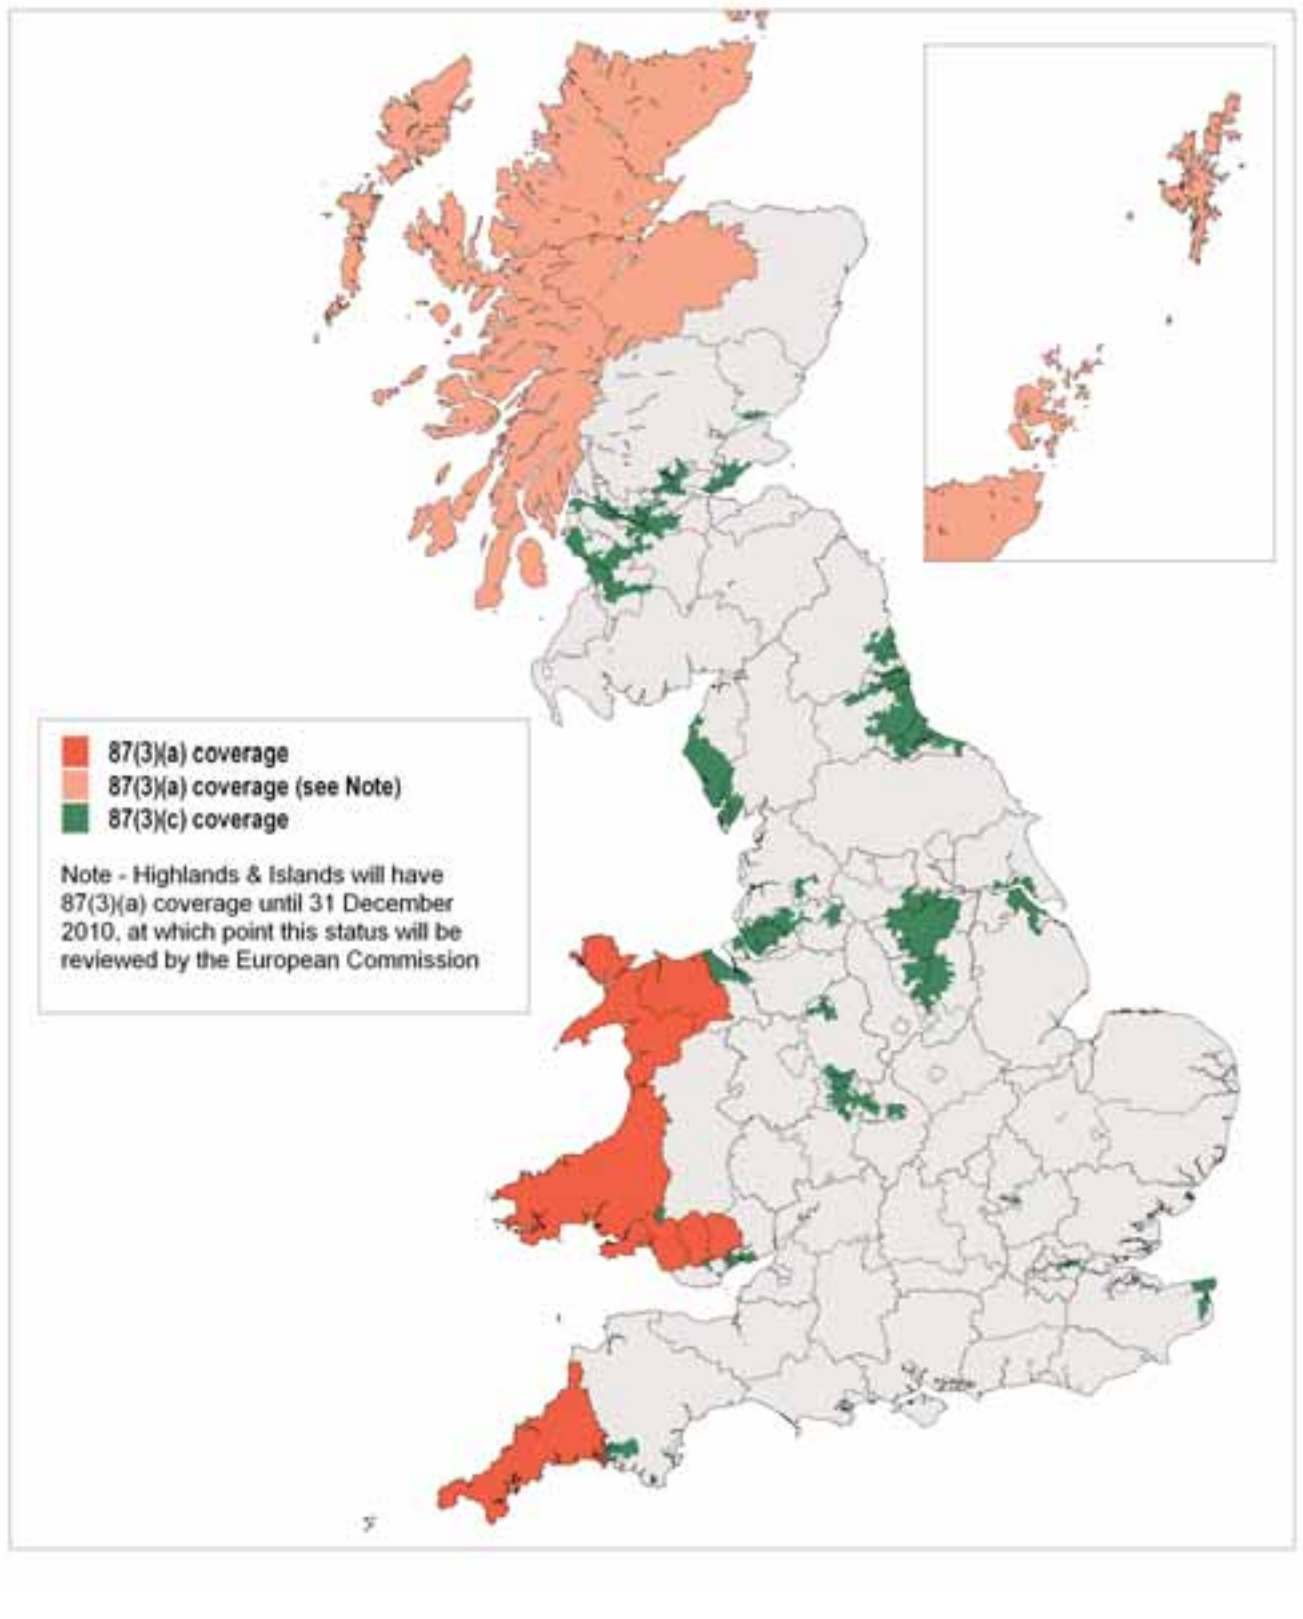 87(3)(a) coverage
87(3)(a) coverage (see Note)
87(3)(c) coverage
Note - Highlands & Islands will have
87(3)(a) coverage until 31 December
2010, at which point this status will be
reviewed by the European Commission